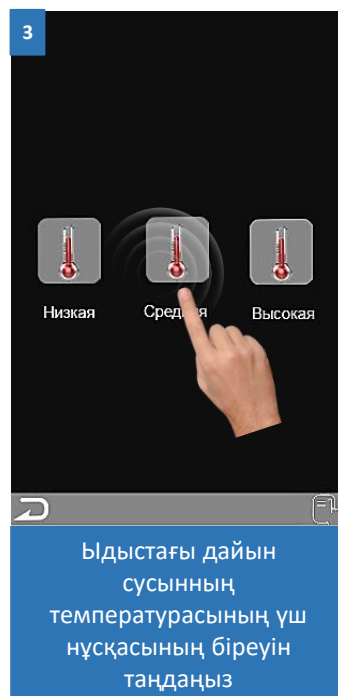 3
Низкая
Высокая
Ыдыстағы дайын
сусынның
температурасының үш
нұсқасының біреуін
таңдаңыз